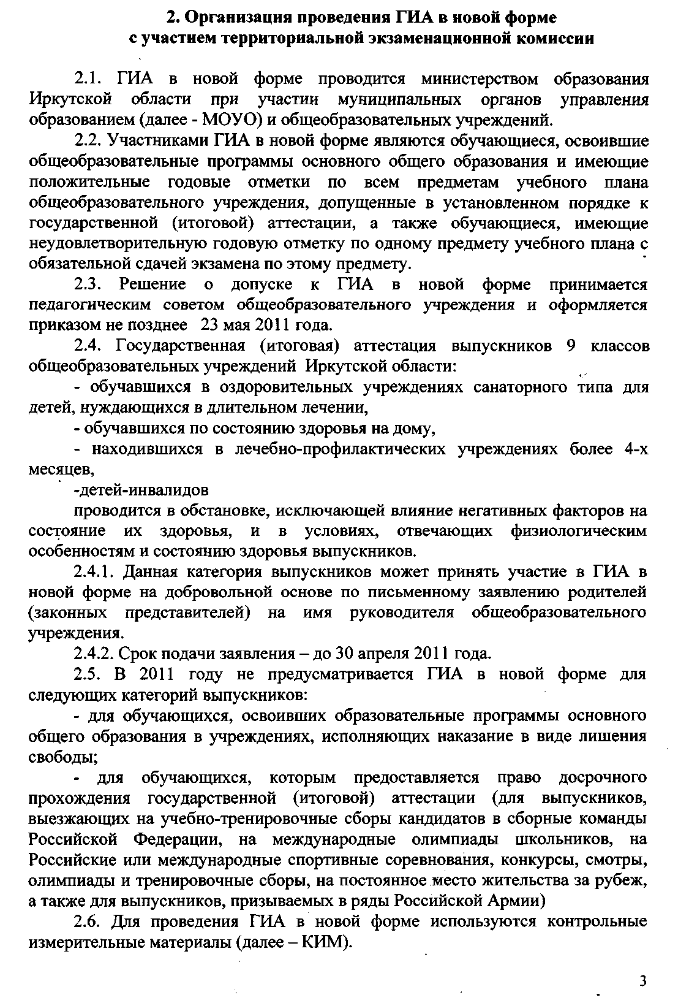 2. Организация проведения ГИА в новой форме
с участием территориальной экзаменационной комиссии
2.1. ГИА в новой форме проводится министерством образования
Иркутской области при участии муниципальных органов управления
образованием (далее - МОУО) и общеобразовательных учреждений.
2.2. Участниками ГИА в новой форме являются обучающиеся, освоившие
общеобразовательные программы основного общего образования и имеющие
положительные годовые отметки по всем предметам учебного плана
общеобразовательного учреждения, допущенные в установленном порядке к
государственной (итоговой) аттестации, а также обучающиеся, имеющие
неудовлетворительную годовую отметку по одному предмету учебного плана с
обязательной сдачей экзамена по этому предмету.
2.3. Решение о допуске к ГИА в новой форме принимается
педагогическим советом общеобразовательного учреждения и оформляется
приказом не позднее 23 мая 2011 года.
2.4. Государственная (итоговая) аттестация выпускников 9 классов
общеобразовательных учреждений Иркутской области:
- обучавшихся в оздоровительных учреждениях санаторного типа для
детей, нуждающихся в длительном лечении,
- обучавшихся по состоянию здоровья на дому,
- находившихся в лечебно-профилактических учреждениях более 4-х
месяцев,
-детей-инвалидов
проводится в обстановке, исключающей влияние негативных факторов на
состояние их здоровья, и в условиях, отвечающих физиологическим
особенностям и состоянию здоровья выпускников.
2.4.1. Данная категория выпускников может принять участие в ГИА в
новой форме на добровольной основе по письменному заявлению родителей
(законных представителей) на имя руководителя общеобразовательного
учреждения.
2.4.2. Срок подачи заявления – до 30 апреля 2011 года.
2.5. В 2011 году не предусматривается ГИА в новой форме для
следующих категорий выпускников:
- для обучающихся, освоивших образовательные программы основного
общего образования в учреждениях, исполняющих наказание в виде лишения
свободы;
- для обучающихся, которым предоставляется право досрочного
прохождения государственной (итоговой) аттестации (для выпускников,
выезжающих на учебно-тренировочные сборы кандидатов в сборные команды
Российской Федерации, на международные олимпиады школьников, на
Российские или международные спортивные соревнования, конкурсы, смотры,
олимпиады и тренировочные сборы, на постоянное место жительства за рубеж,
а также для выпускников, призываемых в ряды Российской Армии)
2.6. Для проведения ГИА в новой форме используются контрольные
измерительные материалы (далее – КИМ).
3